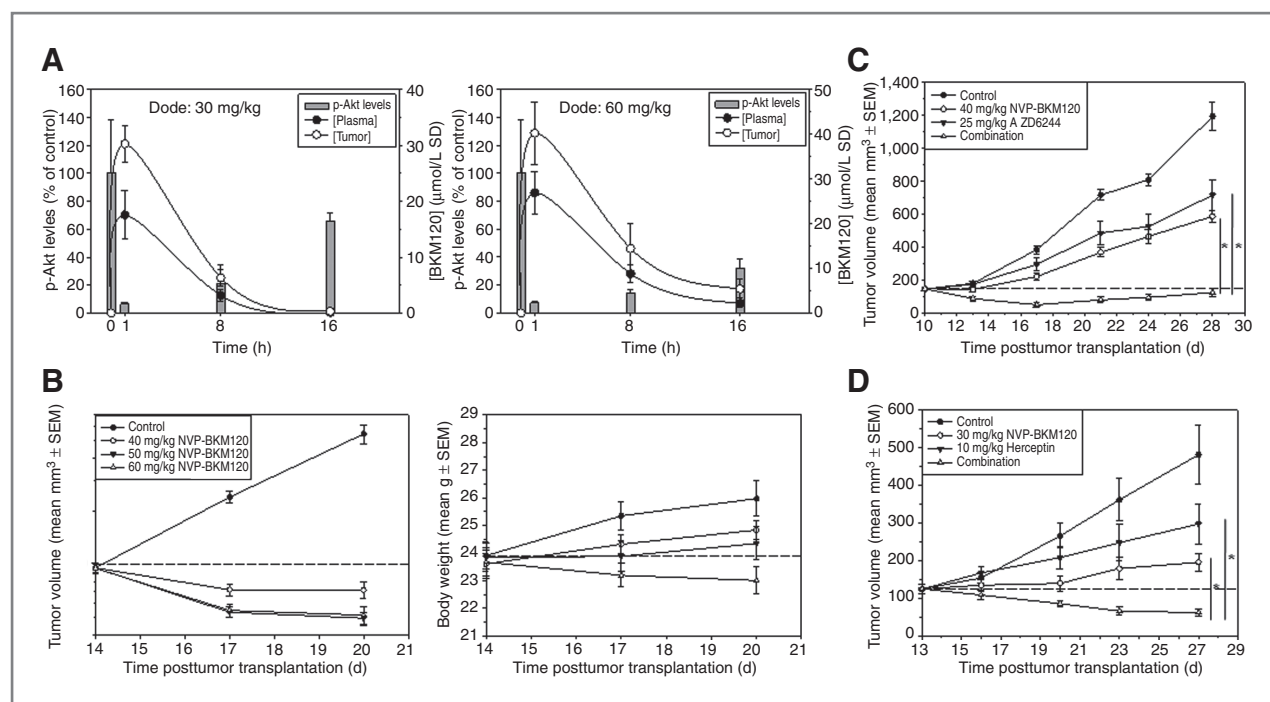 A
Dode: 30 mg/kg
p-Akt levels
[Plasma]
[Tumor]
p-Akt levles (% of control)
160
140
120
100
80
60
40
20
0
[BKM120] (μmol/L SD)
40
30
20
10
0
0 1 8 16
Time (h)
Dode: 60 mg/kg
p-Akt levels
[Plasma]
[Tumor]
p-Akt levels (% of control)
160
140
120
100
80
60
40
20
0
[BKM120] (μmol/L SD)
50
40
30
20
10
0
0 1 8 16
Time (h)
C
Control
40 mg/kg NVP-BKM120
25 mg/kg A ZD6244
Combination
Tumor volume (mean mm³ ± SEM)
1,400
1,200
1,000
800
600
400
200
0
* *
10 12 14 16 18 20 22 24 26 28 30
Time posttumor transplantation (d)
B
Control
40 mg/kg NVP-BKM120
50 mg/kg NVP-BKM120
60 mg/kg NVP-BKM120
Tumor volume (mean mm³ ± SEM)
14 15 16 17 18 19 20 21
Time posttumor transplantation (d)
Body weight (mean g ± SEM)
29
28
27
26
25
24
23
22
21
14 15 16 17 18 19 20 21
Time posttumor transplantation (d)
D
Control
30 mg/kg NVP-BKM120
10 mg/kg Herceptin
Combination
Tumor volume (mean mm³ ± SEM)
600
500
400
300
200
100
0
* *
13 15 17 19 21 23 25 27 29
Time posttumor transplantation (d)